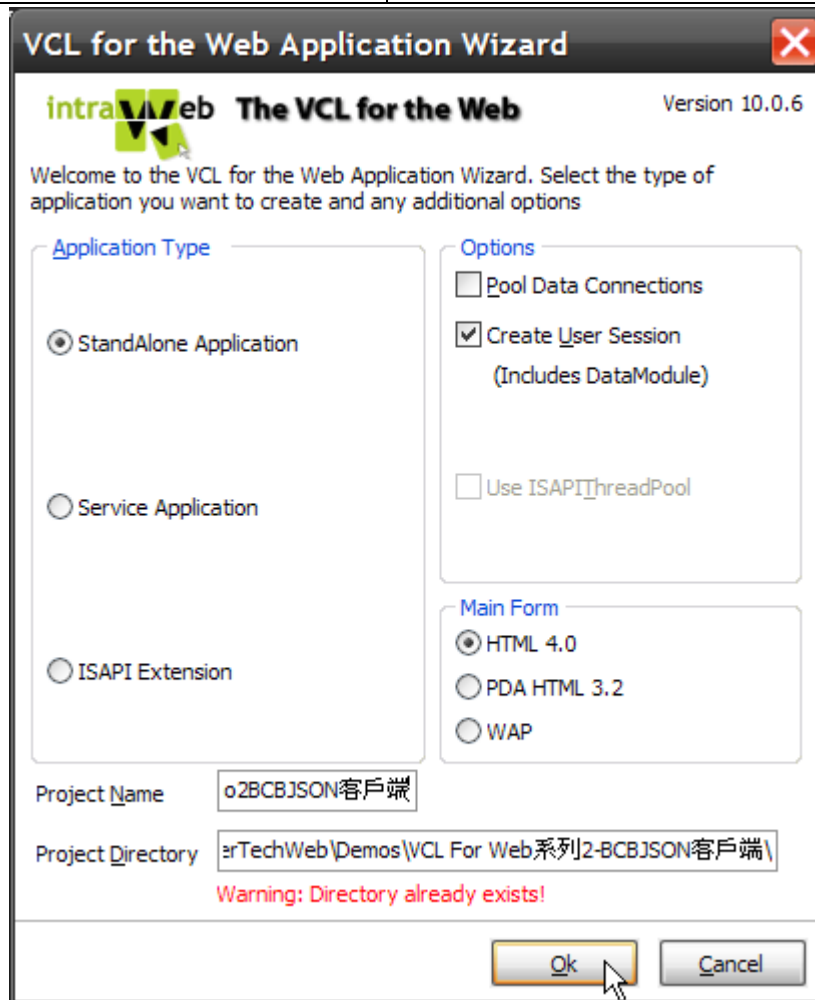 VCL for the Web Application Wizard
intraWeb The VCL for the Web
Version 10.0.6
Welcome to the VCL for the Web Application Wizard. Select the type of
application you want to create and any additional options
Application Type
StandAlone Application
Service Application
ISAPI Extension
Options
Pool Data Connections
Create User Session
(Includes DataModule)
Use ISAPIThreadPool
Main Form
HTML 4.0
PDA HTML 3.2
WAP
Project Name
o2BCBJSON客戶端
Project Directory
erTechWeb\Demos\VCL For Web系列2-BCBJSON客戶端\
Warning: Directory already exists!
Ok
Cancel